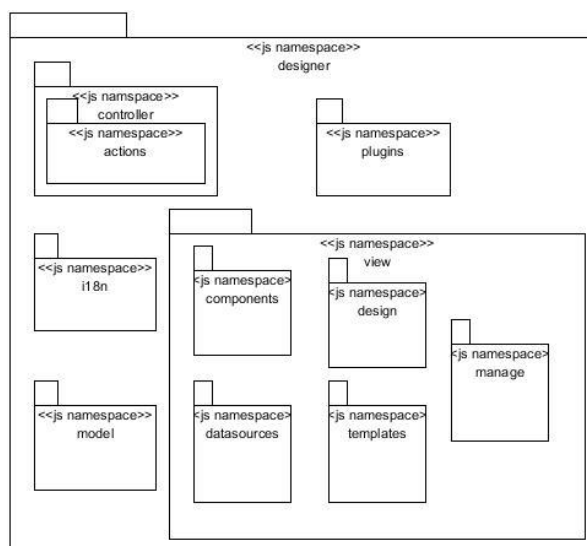 <<js namespace>>
designer
<<js namspace>>
controller
<<js namespace>>
actions
<<js namespace>>
plugins
<<js namespace>>
i18n
<<js namespace>>
view
<js namespace>
components
<js namespace>
design
<js namespace>
manage
<<js namespace>>
model
<js namespace>
datasources
<js namespace>
templates